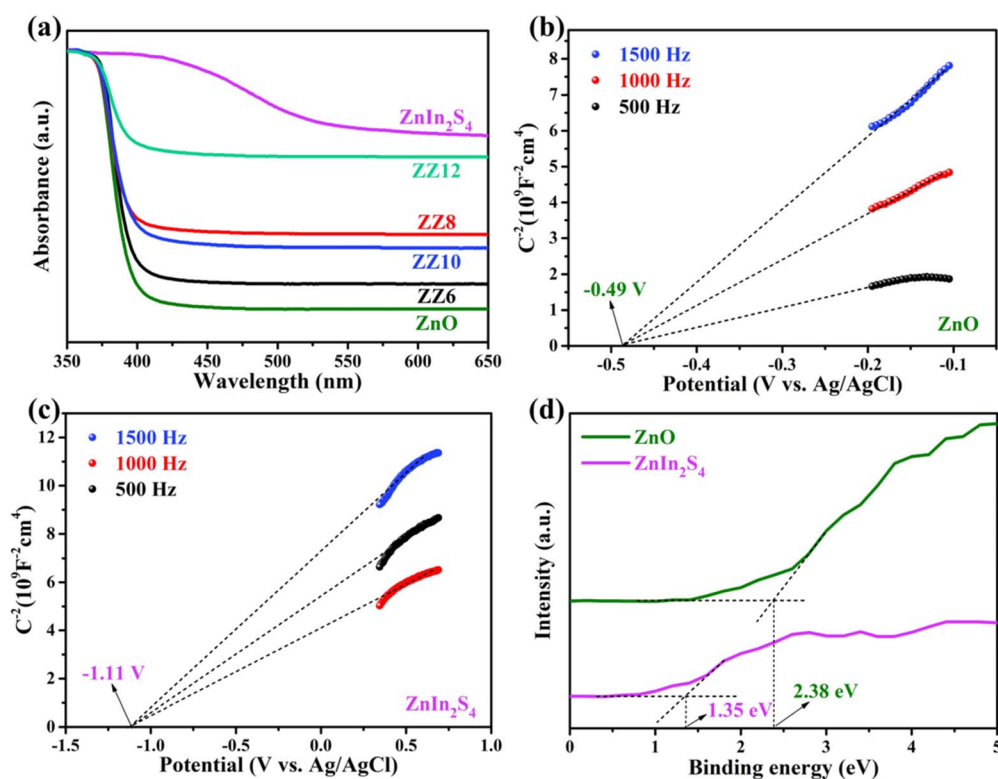 (a)
ZnIn₂S₄
ZZ12
ZZ8
ZZ10
ZZ6
ZnO
Absorbance (a.u.)
350 400 450 500 550 600 650
Wavelength (nm)
(b)
1500 Hz
1000 Hz
500 Hz
8
7
6
5
4
3
2
1
0
C⁻²(10⁹F⁻²cm⁴)
-0.49 V
ZnO
-0.5 -0.4 -0.3 -0.2 -0.1
Potential (V vs. Ag/AgCl)
(c)
1500 Hz
1000 Hz
500 Hz
12
10
8
6
4
2
0
C⁻²(10⁹F⁻²cm⁴)
-1.11 V
ZnIn₂S₄
-1.5 -1.0 -0.5 0.0 0.5 1.0
Potential (V vs. Ag/AgCl)
(d)
ZnO
ZnIn₂S₄
Intensity (a.u.)
1.35 eV
2.38 eV
0 1 2 3 4 5
Binding energy (eV)